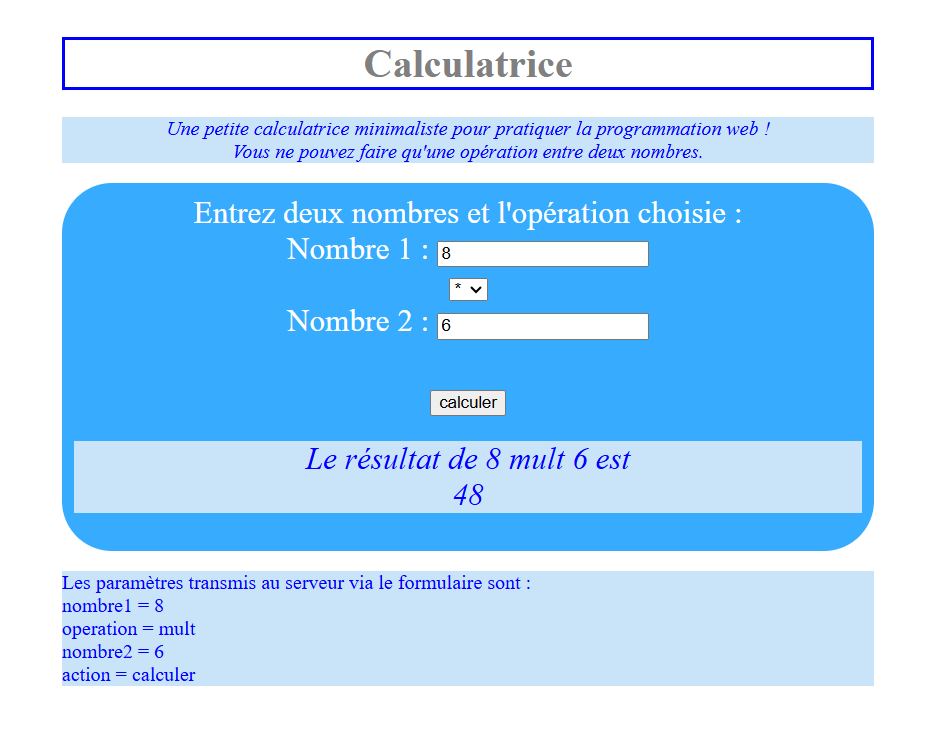 Calculatrice
Une petite calculatrice minimaliste pour pratiquer la programmation web !
Vous ne pouvez faire qu'une opération entre deux nombres.
Entrez deux nombres et l'opération choisie :
Nombre 1 : 8
*
Nombre 2 : 6
calculer
Le résultat de 8 mult 6 est
48
Les paramètres transmis au serveur via le formulaire sont :
nombre1 = 8
operation = mult
nombre2 = 6
action = calculer